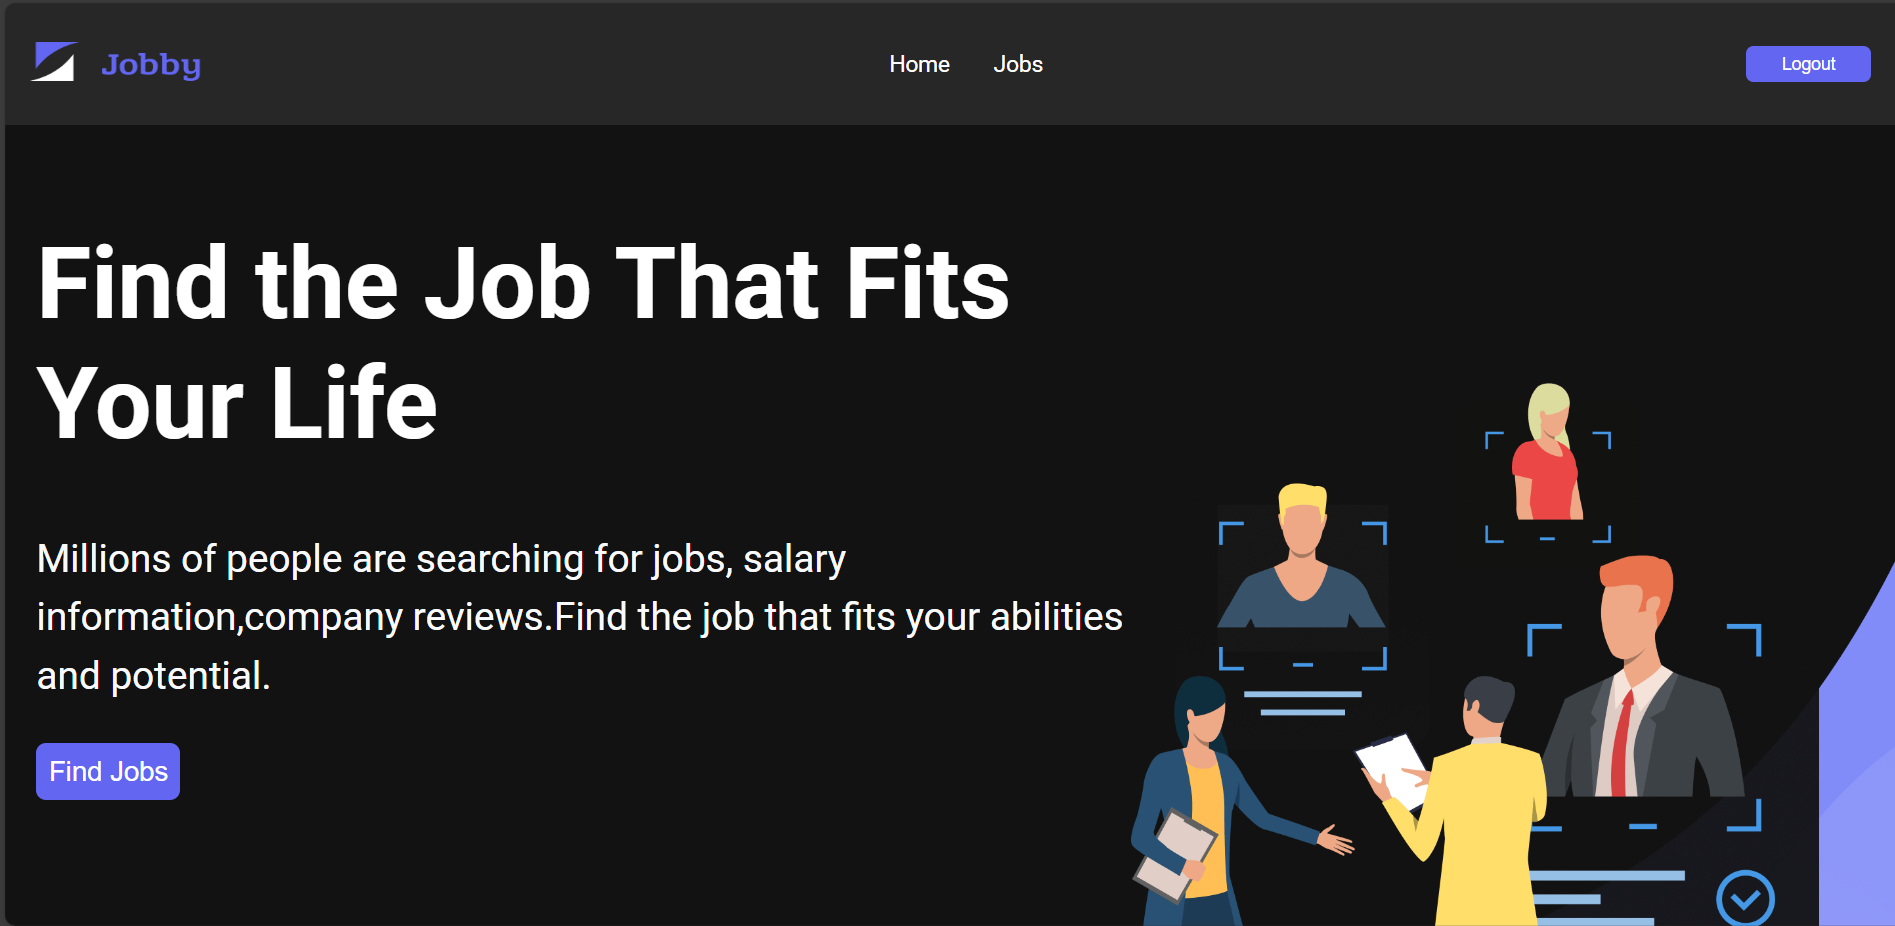 Jobby
Home
Jobs
Logout
Find the Job That Fits
Your Life
Millions of people are searching for jobs, salary
information,company reviews.Find the job that fits your abilities
and potential.
Find Jobs